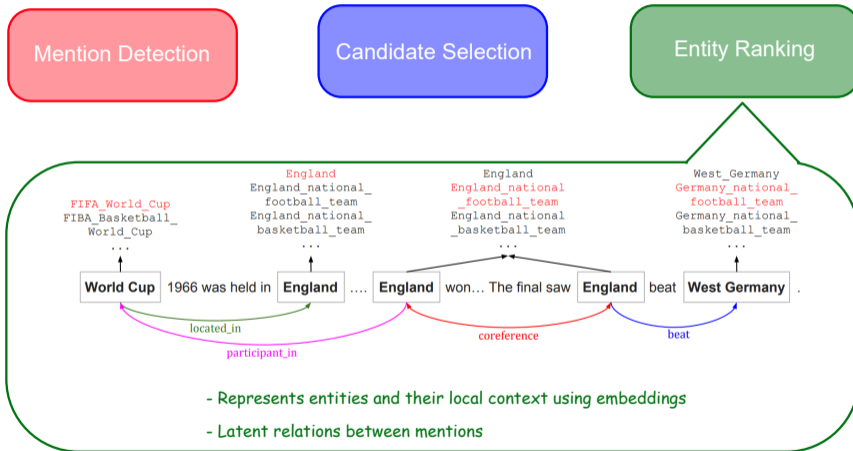 Mention Detection
Candidate Selection
Entity Ranking
FIFA_World_Cup
FIBA_Basketball_
World_Cup
...
England
England_national_
football_team
England_national_
basketball_team
...
England
England_national
_football_team
England_national
_basketball_team
...
West_Germany
Germany_national_
football_team
Germany_national_
basketball_team
...
World Cup 1966 was held in England .... England won... The final saw England beat West Germany .
located_in
participant_in
coreference
beat
- Represents entities and their local context using embeddings
- Latent relations between mentions